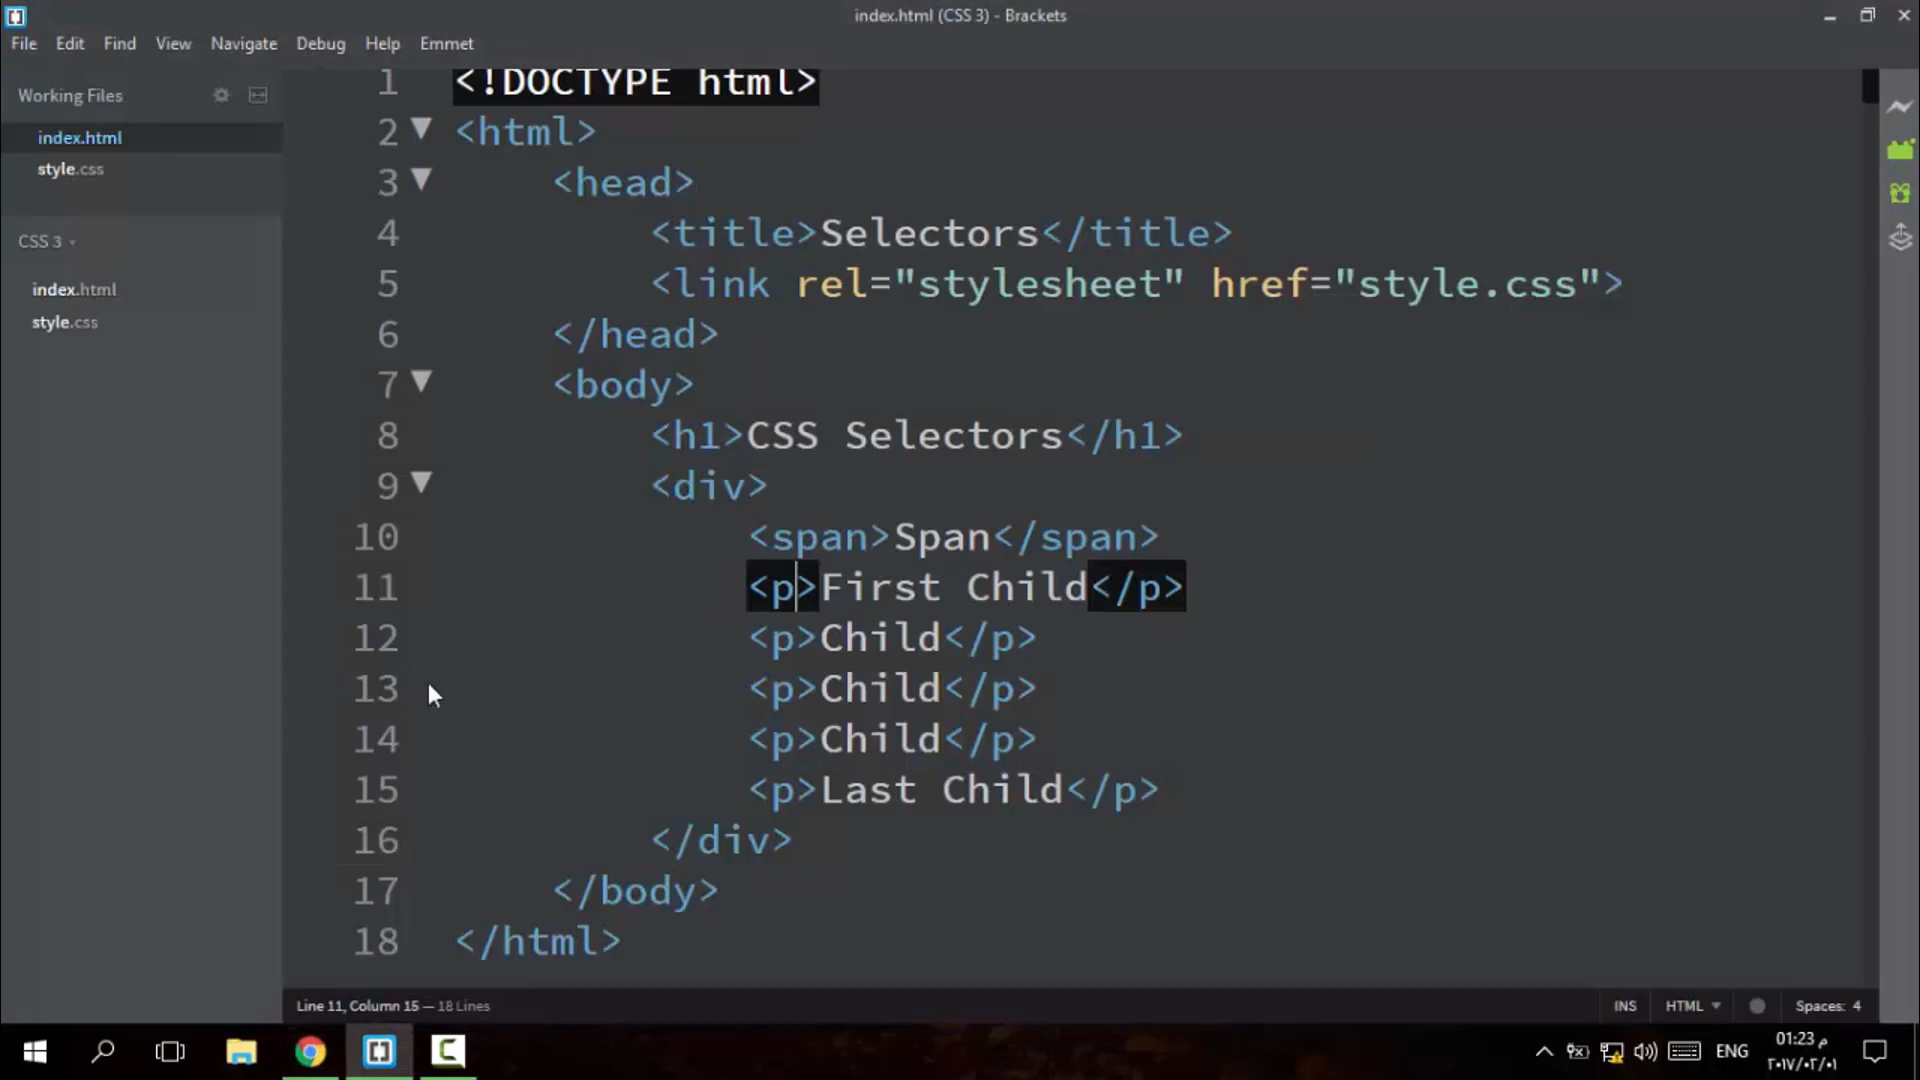 index.html (CSS 3) - Brackets
File Edit Find View Navigate Debug Help Emmet
Working Files
index.html
style.css
CSS 3
index.html
style.css
1 <!DOCTYPE html>
2 <html>
3 <head>
4 <title>Selectors</title>
5 <link rel="stylesheet" href="style.css">
6 </head>
7 <body>
8 <h1>CSS Selectors</h1>
9 <div>
10 <span>Span</span>
11 <p>First Child</p>
12 <p>Child</p>
13 <p>Child</p>
14 <p>Child</p>
15 <p>Last Child</p>
16 </div>
17 </body>
18 </html>
Line 11, Column 15 — 18 Lines
INS HTML Spaces: 4
ENG
01:23 م
٢٠١٧/٠٢/٠١